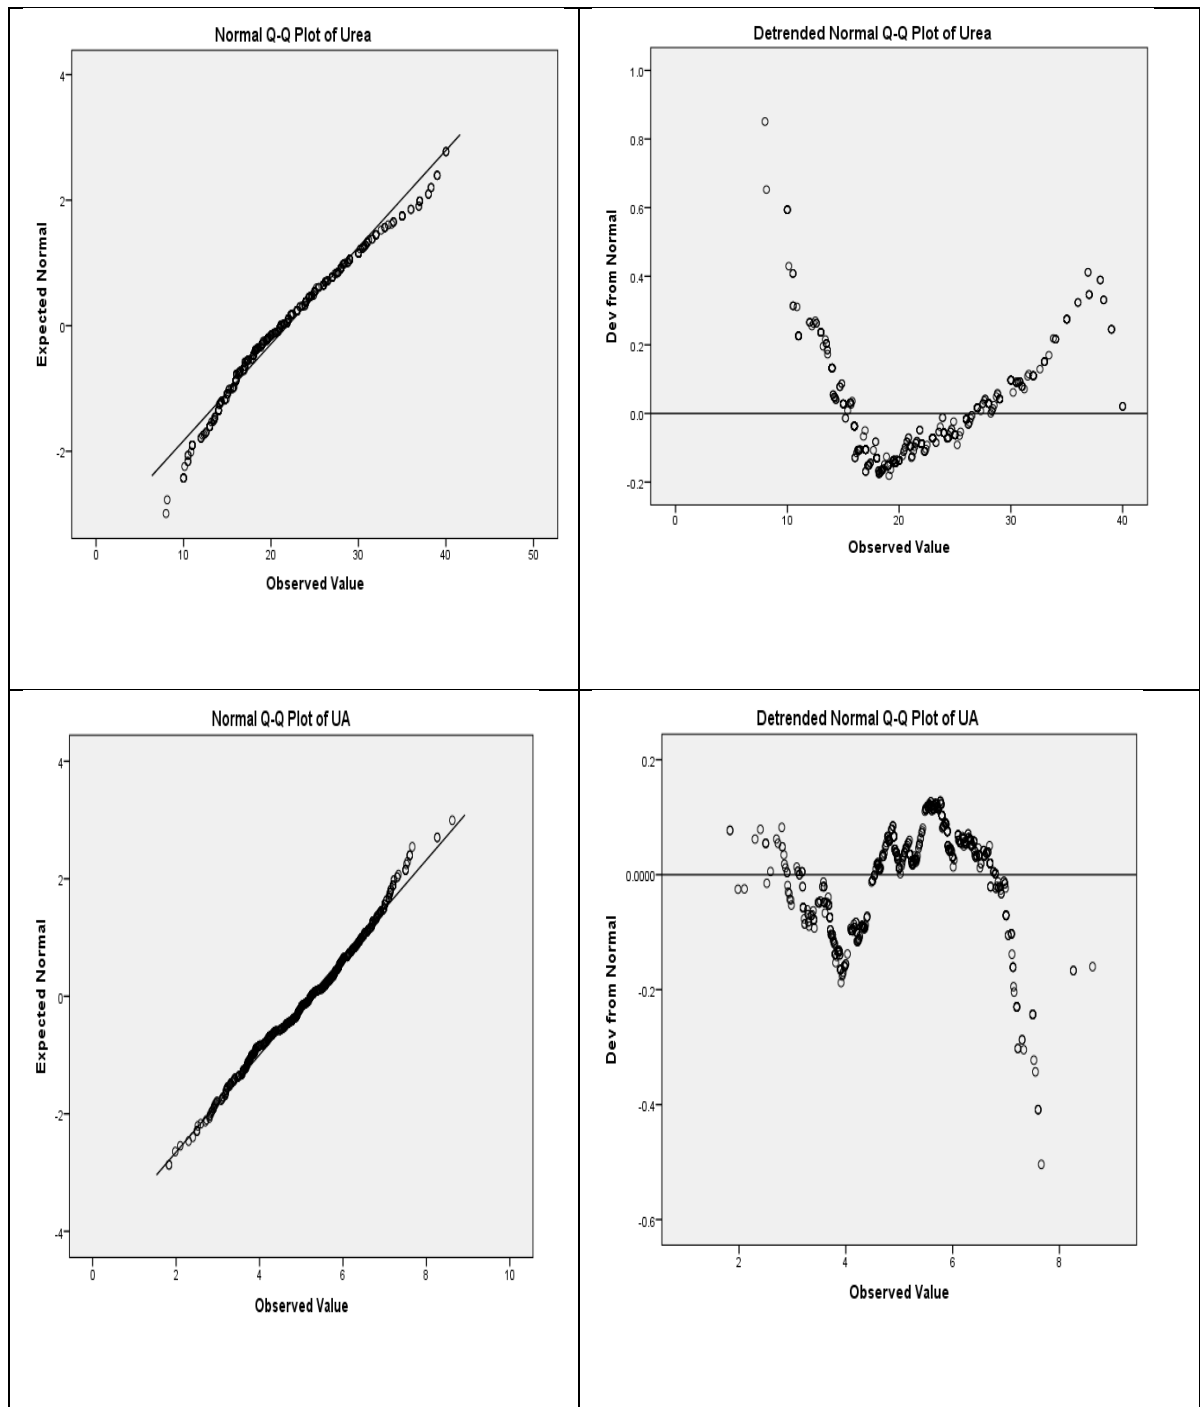 Normal Q-Q Plot of Urea
4
2
0
-2
Expected Normal
0 10 20 30 40 50
Observed Value
Detrended Normal Q-Q Plot of Urea
1.0
0.8
0.6
0.4
0.2
0.0
-0.2
Dev from Normal
0 10 20 30 40
Observed Value
Normal Q-Q Plot of UA
4
2
0
-2
-4
Expected Normal
0 2 4 6 8 10
Observed Value
Detrended Normal Q-Q Plot of UA
0.2
0.0000
-0.2
-0.4
-0.6
Dev from Normal
2 4 6 8
Observed Value